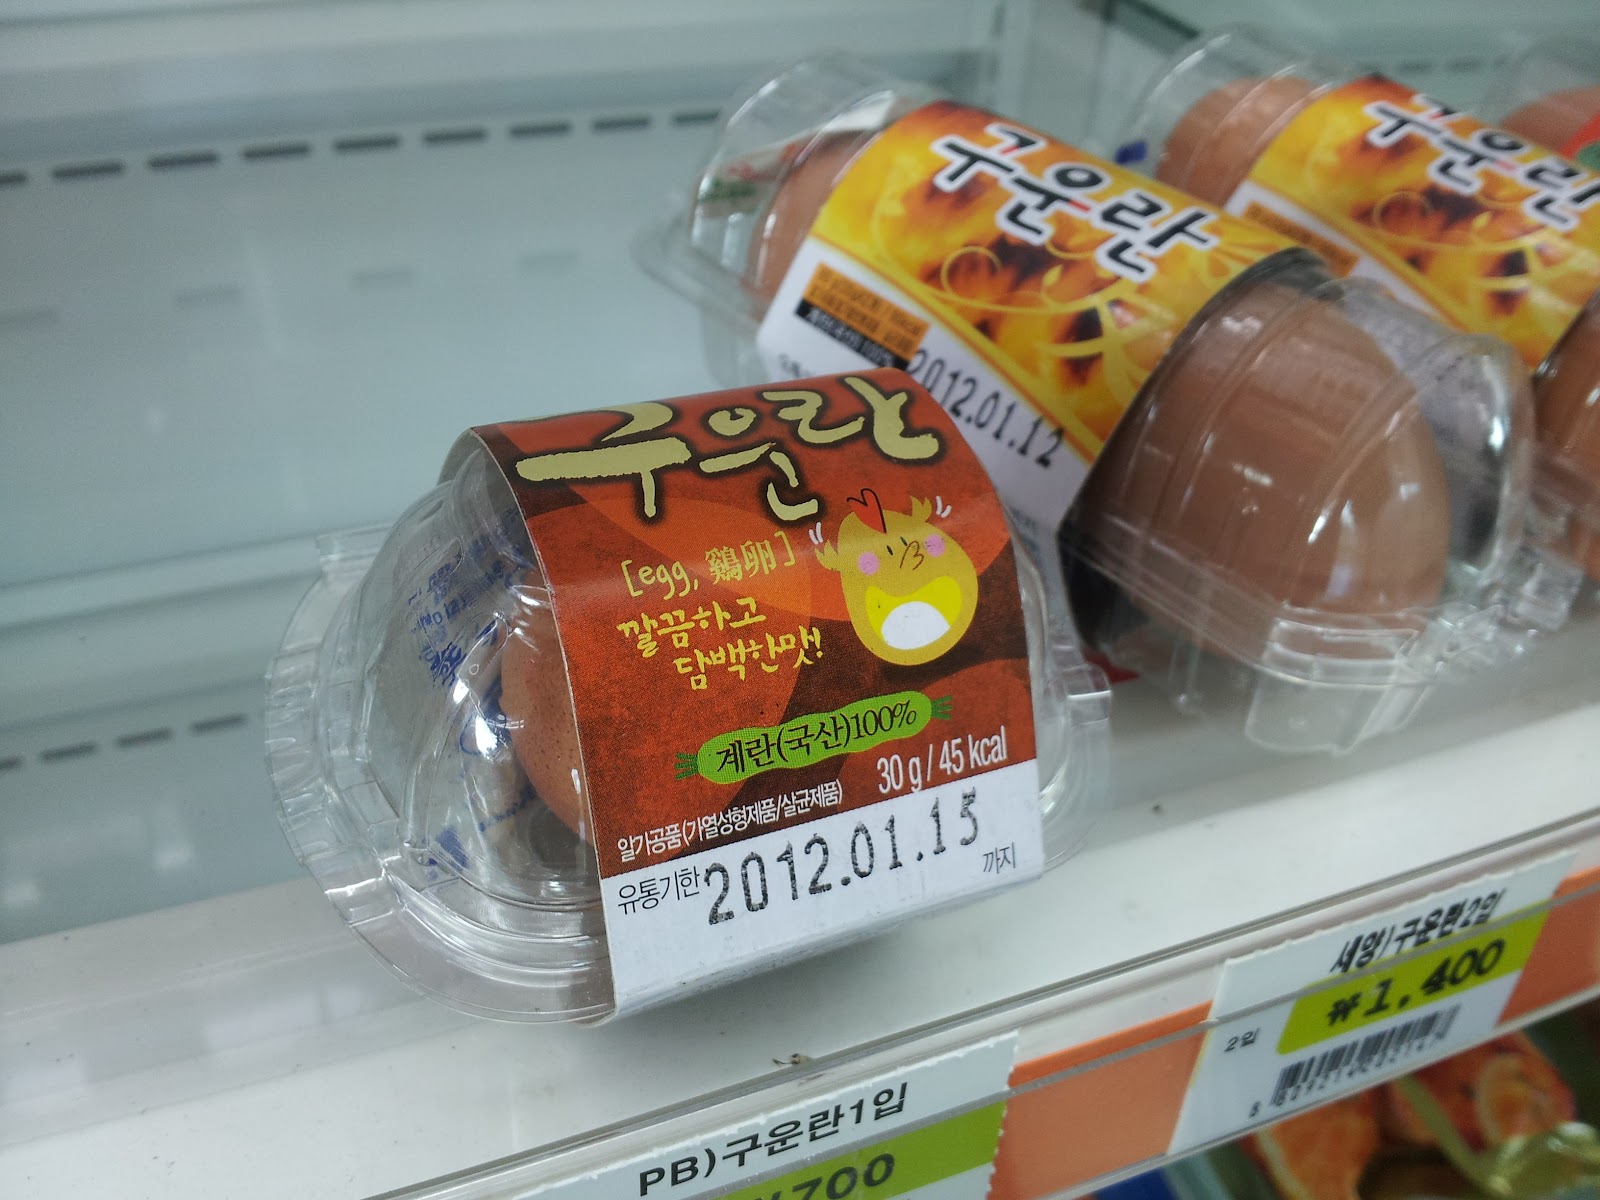 구운란
[egg, 鷄卵]
깔끔하고
담백한맛!
계란(국산)100%
30 g / 45 kcal
알가공품(가열성형제품/살균제품)
유통기한 2012.01.15 까지
구운란
2012.01.12
구운란
PB)구운란1입
₩700
세양)구운란2입
₩1,400
2입